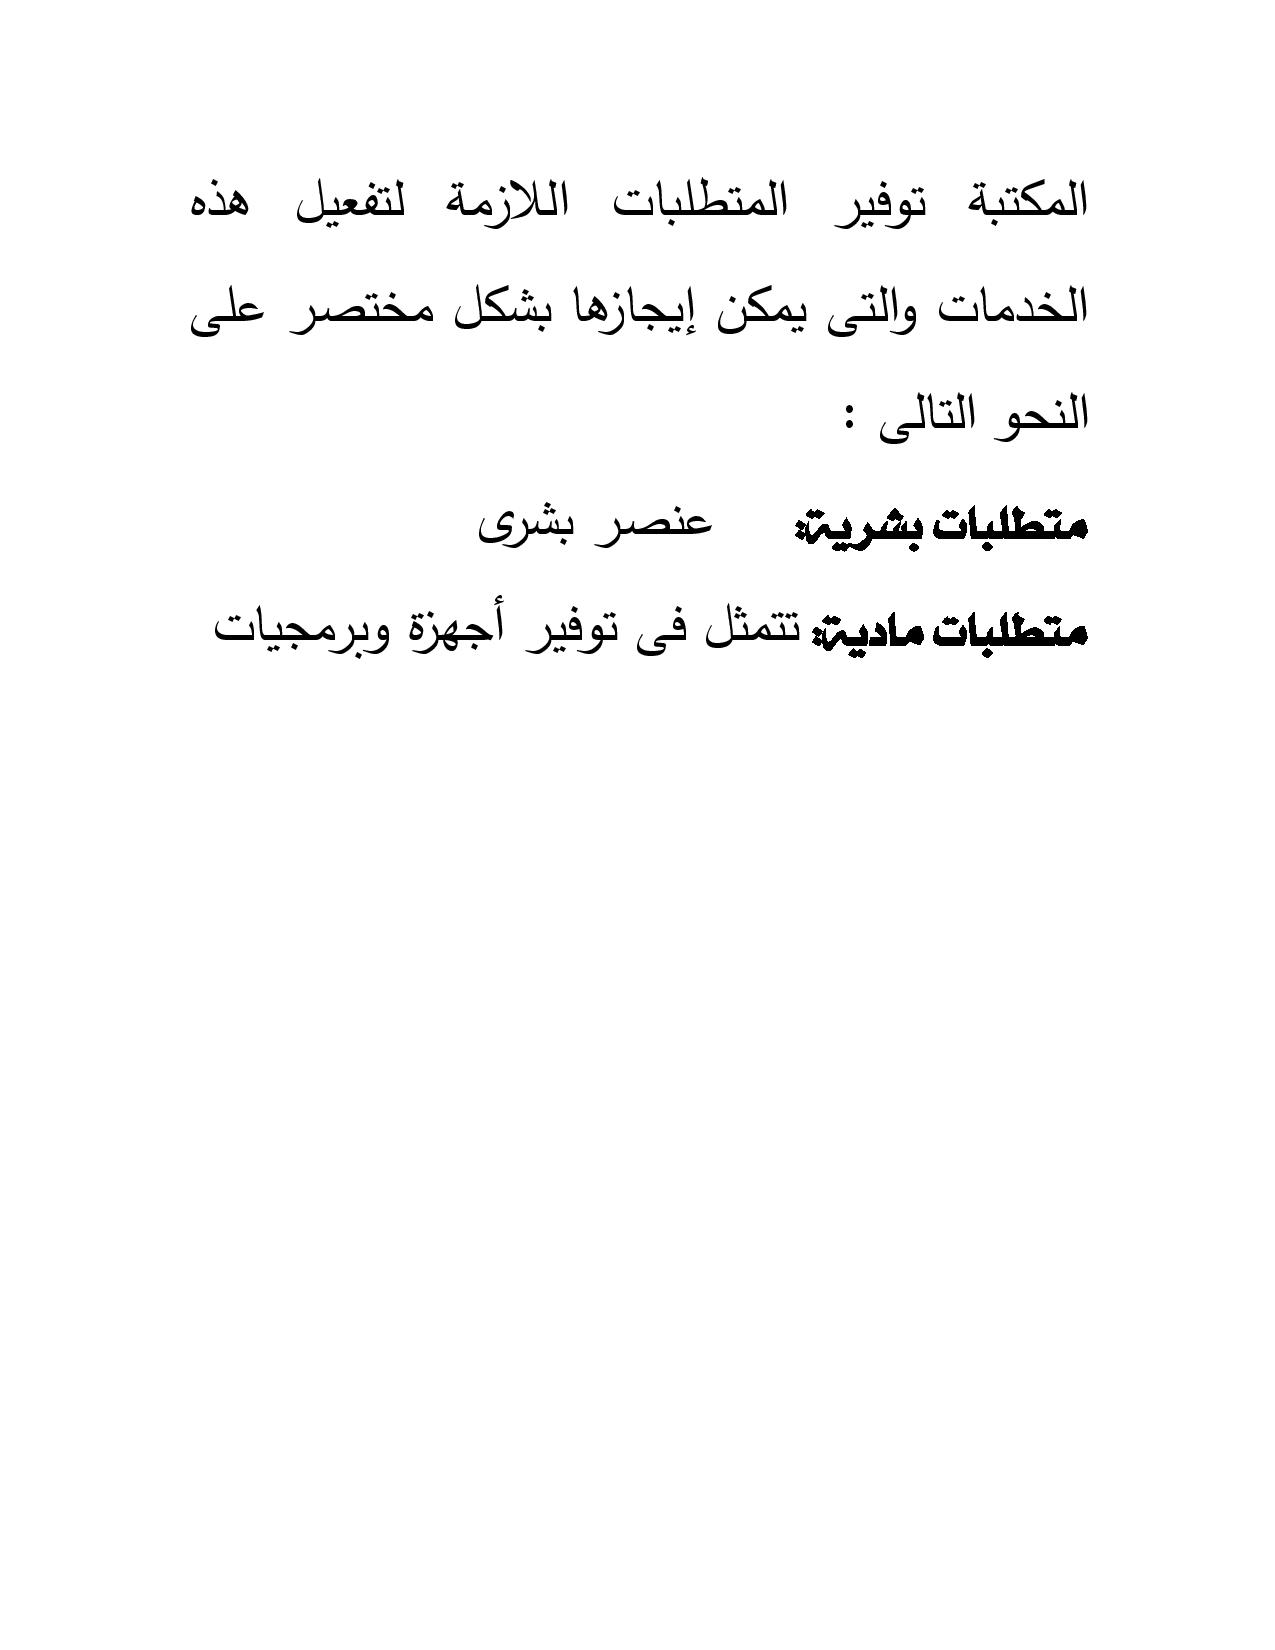 المكتبة توفير المتطلبات اللازمة لتفعيل هذه
الخدمات والتى يمكن إيجازها بشكل مختصر على
النحو التالى :
متطلبات بشرية: عنصر بشرى
متطلبات مادية: تتمثل فى توفير أجهزة وبرمجيات